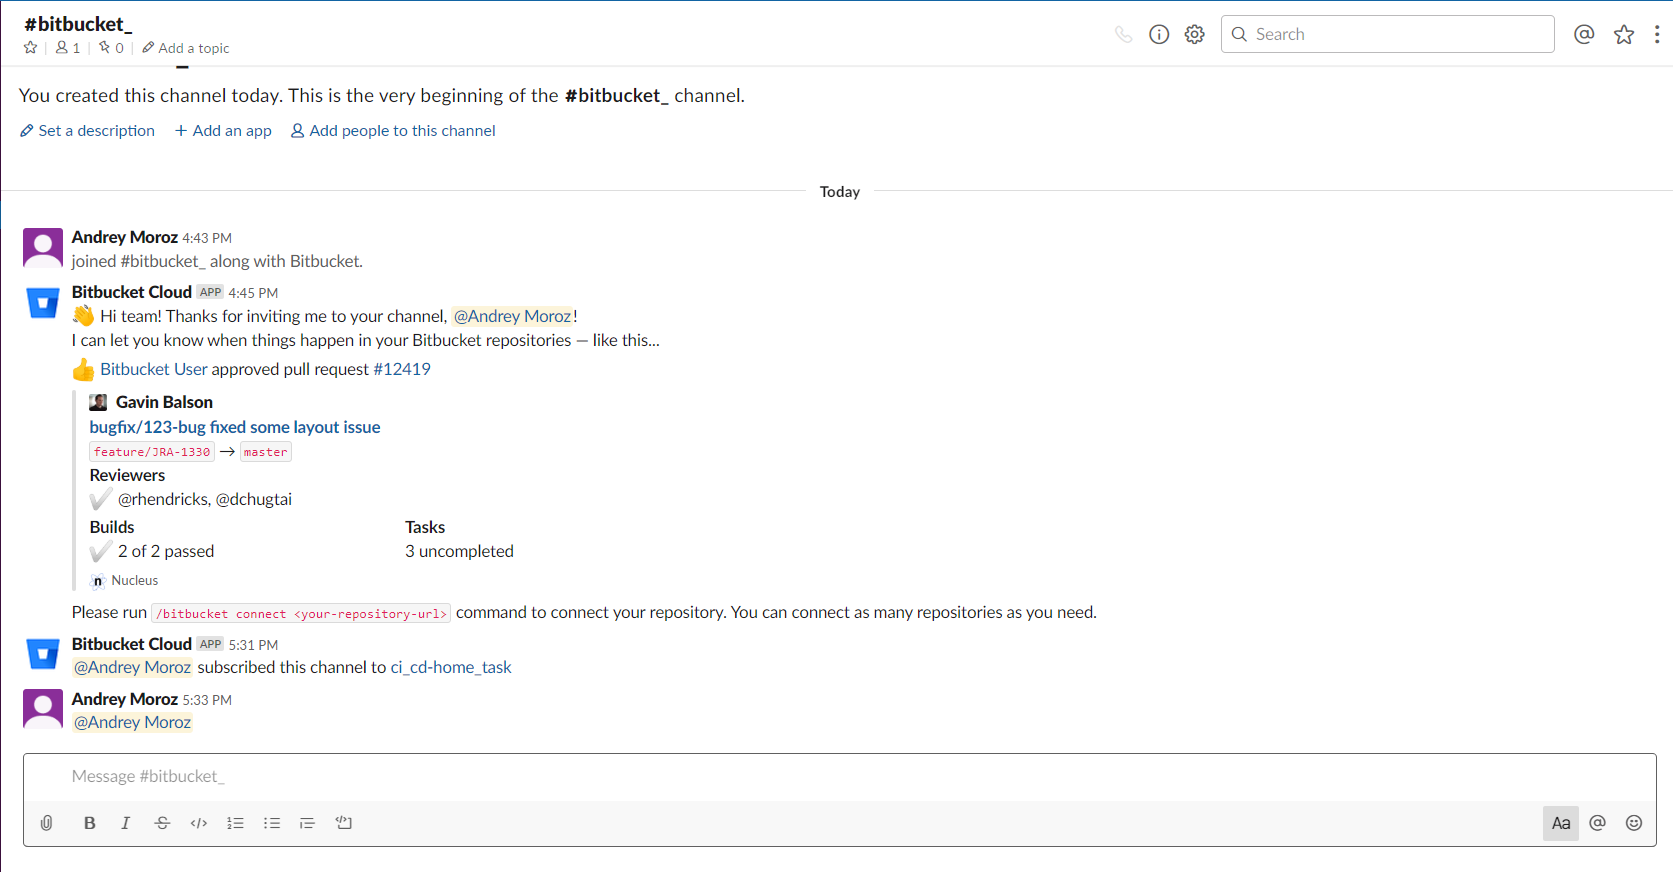 #bitbucket_
1 0 Add a topic
Search
You created this channel today. This is the very beginning of the #bitbucket_ channel.
Set a description + Add an app Add people to this channel
Today
Andrey Moroz 4:43 PM
joined #bitbucket_ along with Bitbucket.
Bitbucket Cloud APP 4:45 PM
Hi team! Thanks for inviting me to your channel, @Andrey Moroz!
I can let you know when things happen in your Bitbucket repositories — like this...
Bitbucket User approved pull request #12419
Gavin Balson
bugfix/123-bug fixed some layout issue
feature/JRA-1330 → master
Reviewers
@rhendricks, @dchugtai
Builds Tasks
2 of 2 passed 3 uncompleted
n Nucleus
Please run /bitbucket connect <your-repository-url> command to connect your repository. You can connect as many repositories as you need.
Bitbucket Cloud APP 5:31 PM
@Andrey Moroz subscribed this channel to ci_cd-home_task
Andrey Moroz 5:33 PM
@Andrey Moroz
Message #bitbucket_
B I S </> Aa @